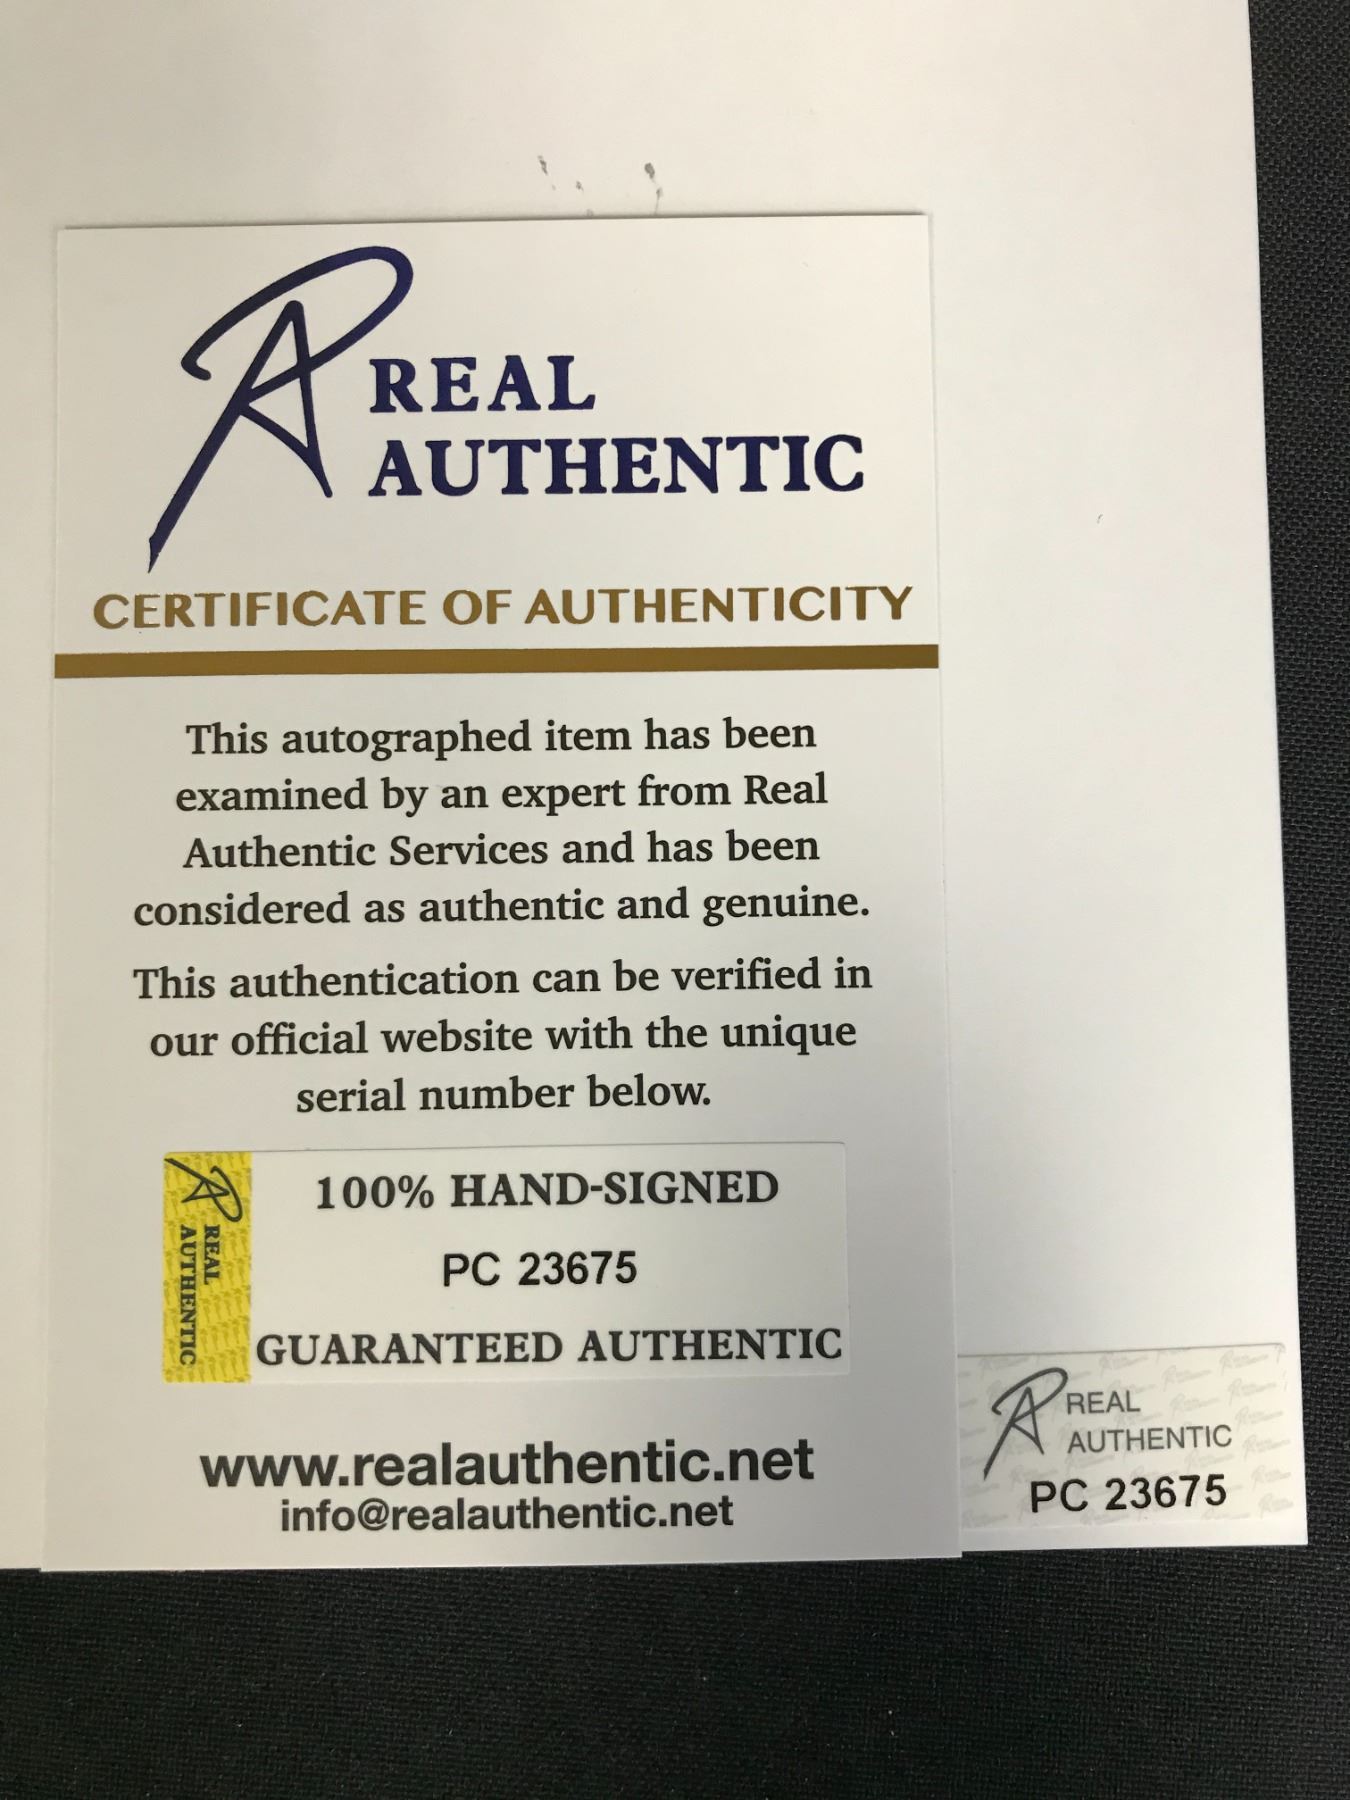 REAL
AUTHENTIC
CERTIFICATE OF AUTHENTICITY
This autographed item has been
examined by an expert from Real
Authentic Services and has been
considered as authentic and genuine.
This authentication can be verified in
our official website with the unique
serial number below.
REAL
AUTHENTIC
100% HAND-SIGNED
PC 23675
GUARANTEED AUTHENTIC
www.realauthentic.net
info@realauthentic.net
REAL
AUTHENTIC
PC 23675